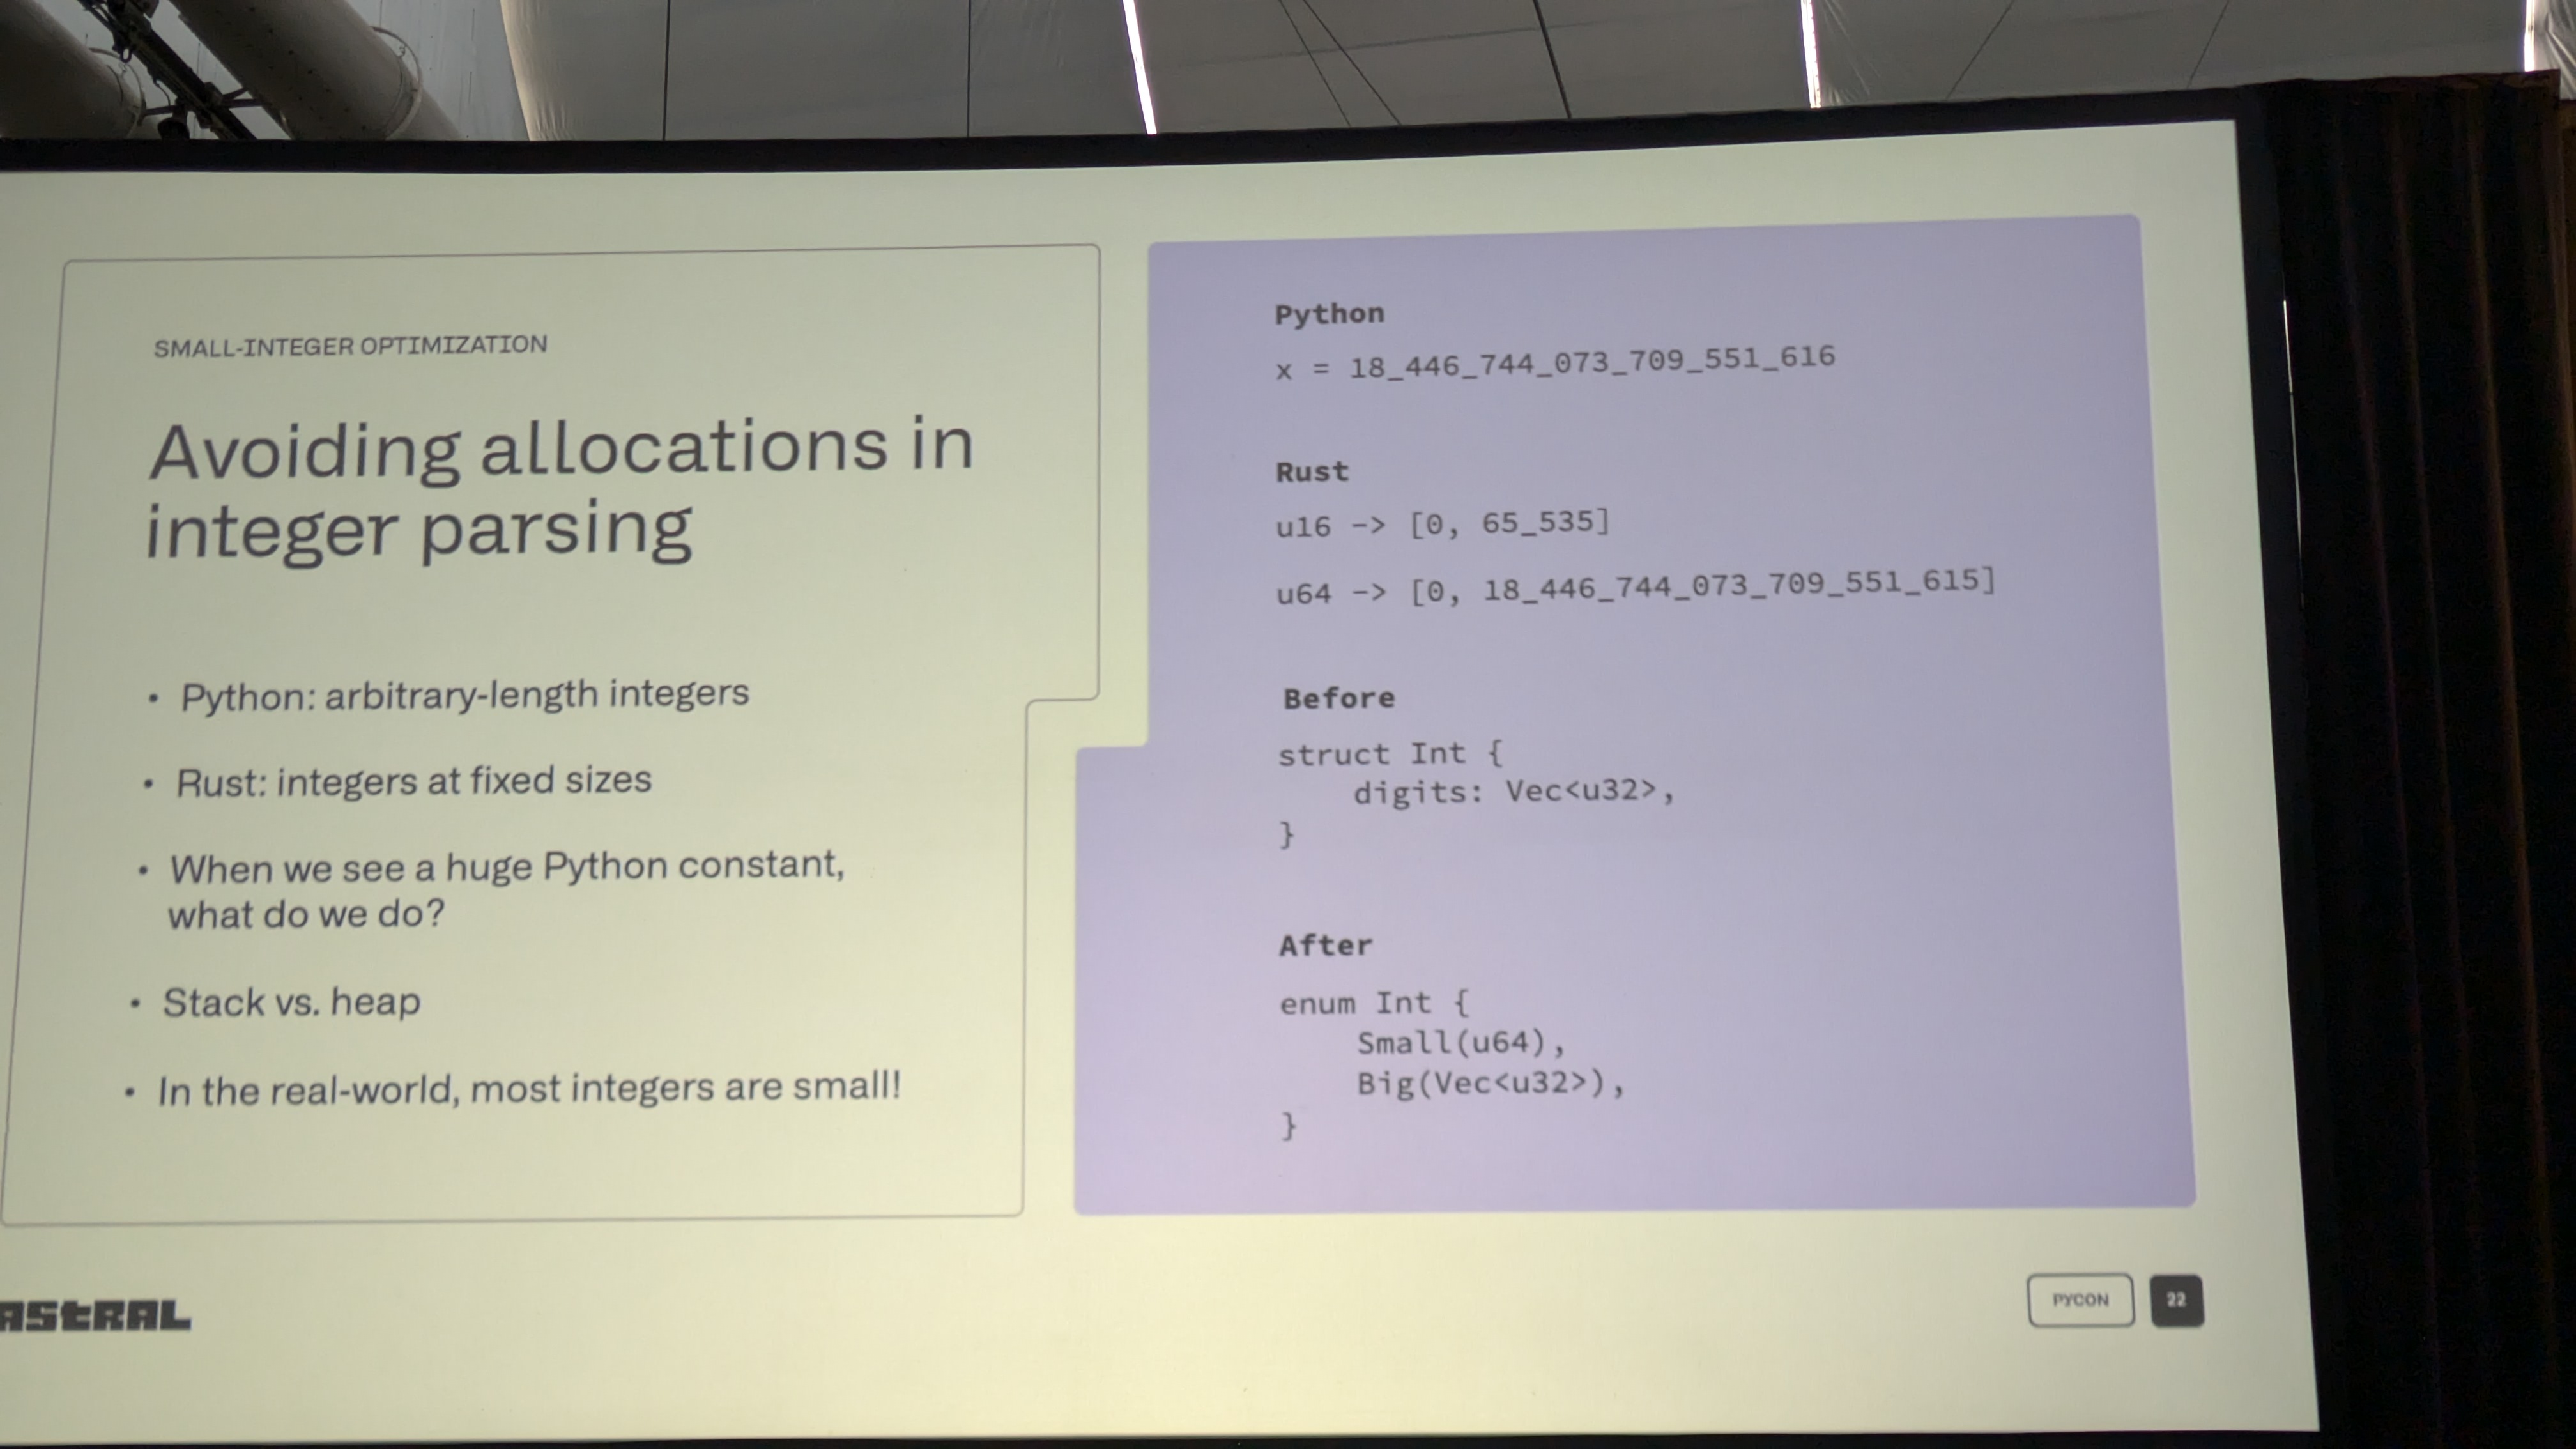 SMALL-INTEGER OPTIMIZATION
Avoiding allocations in
integer parsing
• Python: arbitrary-length integers
• Rust: integers at fixed sizes
• When we see a huge Python constant,
what do we do?
• Stack vs. heap
• In the real-world, most integers are small!
Python
x = 18_446_744_073_709_551_616
Rust
u16 -> [0, 65_535]
u64 -> [0, 18_446_744_073_709_551_615]
Before
struct Int {
    digits: Vec<u32>,
}
After
enum Int {
    Small(u64),
    Big(Vec<u32>),
}
ASTRAL
PYCON
22